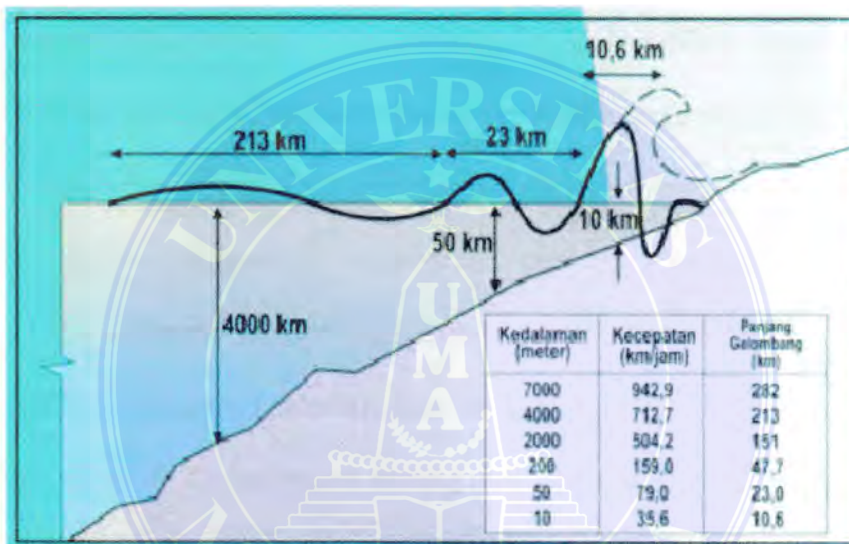 10,6 km
213 km
23 km
10 km
50 km
4000 km
UNIVERSITAS
UMA
Kedalaman (meter) Kecepatan (km/jam) Panjang Gelombang (km)
7000 942,9 282
4000 712,7 213
2000 504,2 151
200 159,0 47,7
50 79,0 23,0
10 35,6 10,6